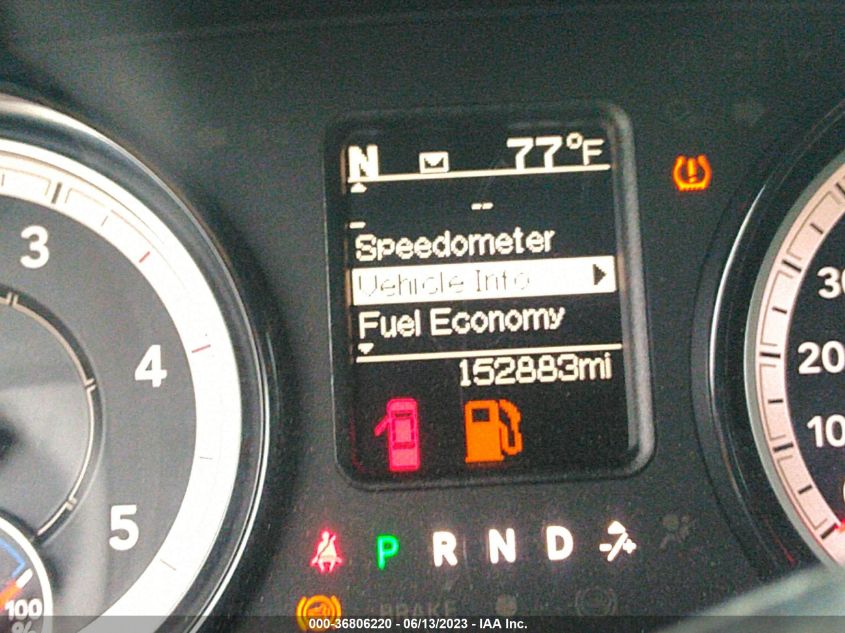 N 77°F
--
Speedometer
Vehicle Info
Fuel Economy
152883mi
3
4
5
100
30
20
10
P R N D
BRAKE
000-36806220 - 06/13/2023 - IAA Inc.